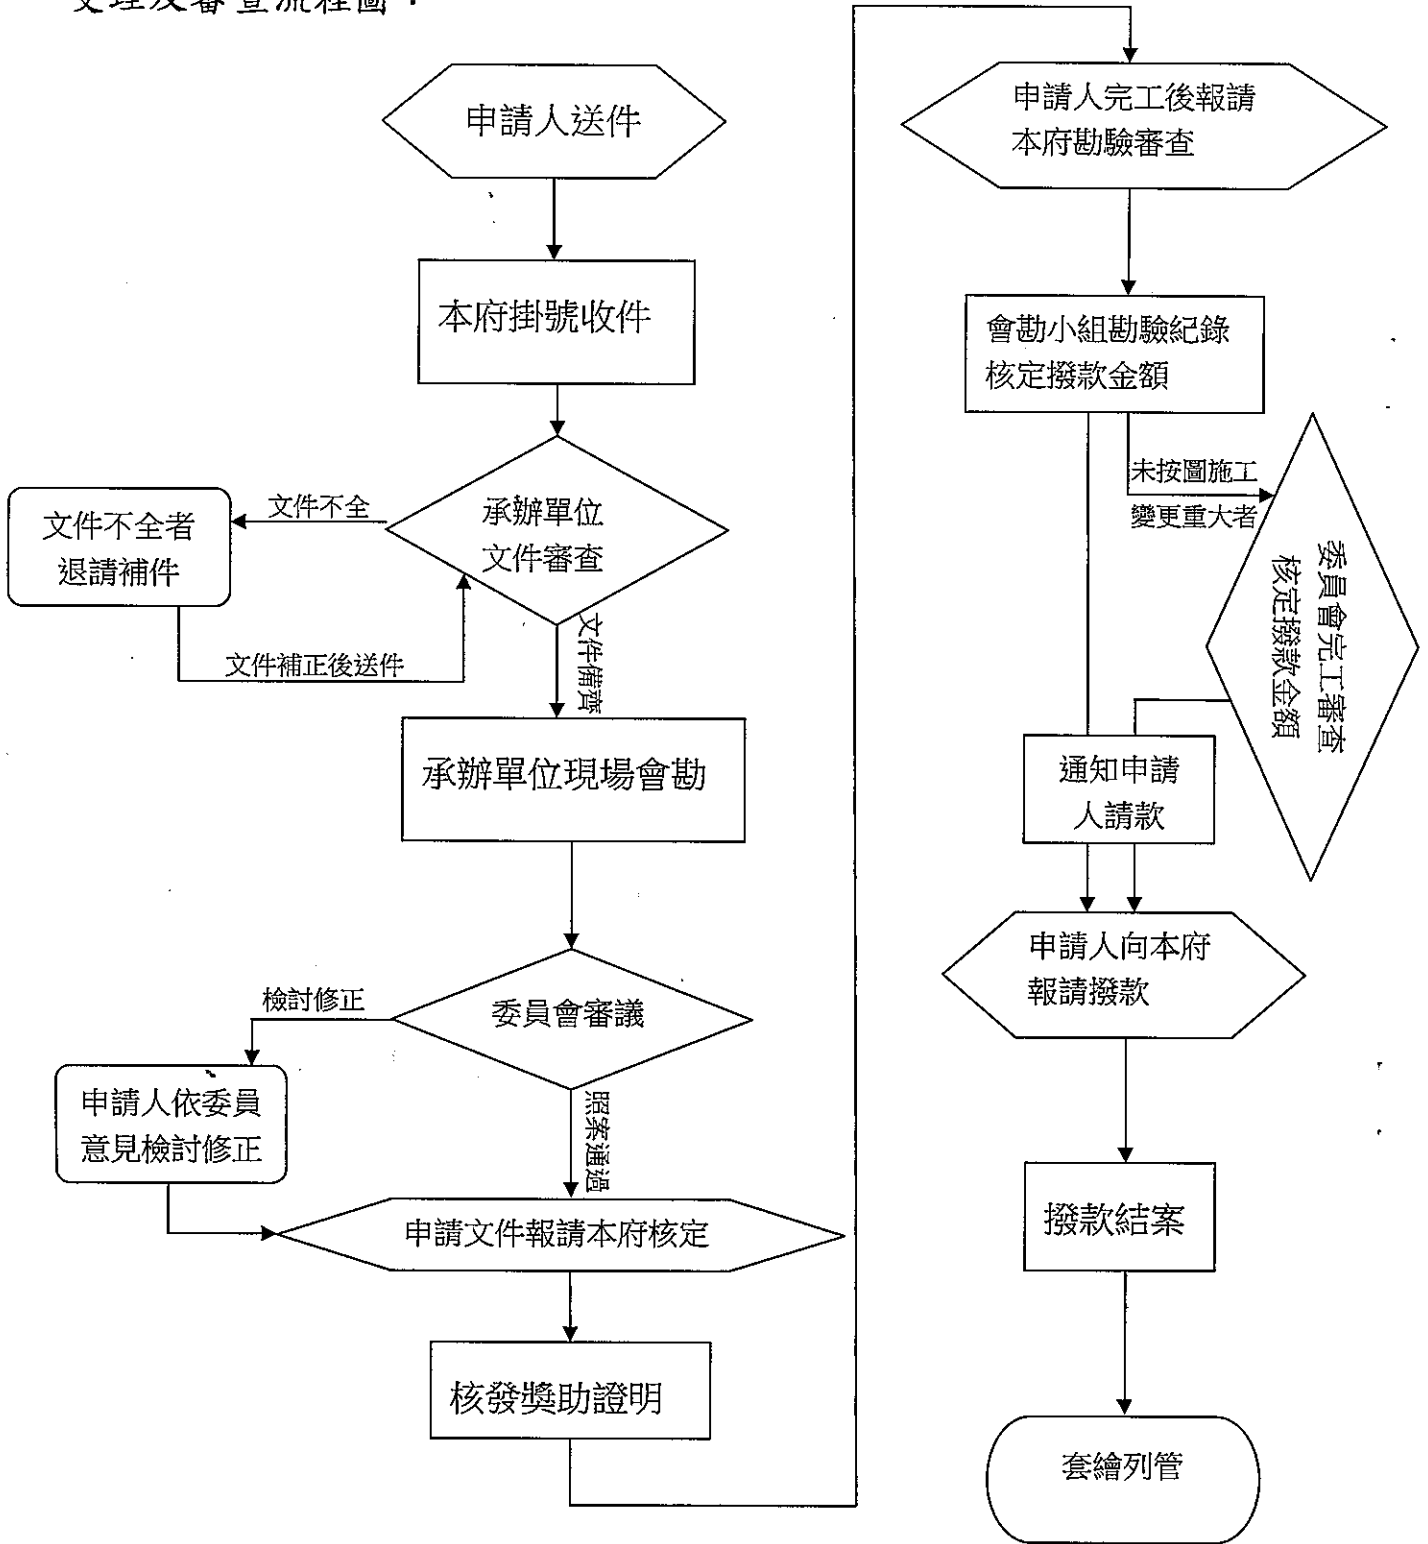 受理及審查流程圖：
申請人送件
本府掛號收件
承辦單位
文件審查
文件不全
文件不全者
退請補件
文件補正後送件
文件備齊
承辦單位現場會勘
委員會審議
檢討修正
申請人依委員
意見檢討修正
照案通過
申請文件報請本府核定
核發獎助證明
申請人完工後報請
本府勘驗審查
會勘小組勘驗紀錄
核定撥款金額
未按圖施工
變更重大者
委員會完工審查
核定撥款金額
通知申請
人請款
申請人向本府
報請撥款
撥款結案
套繪列管